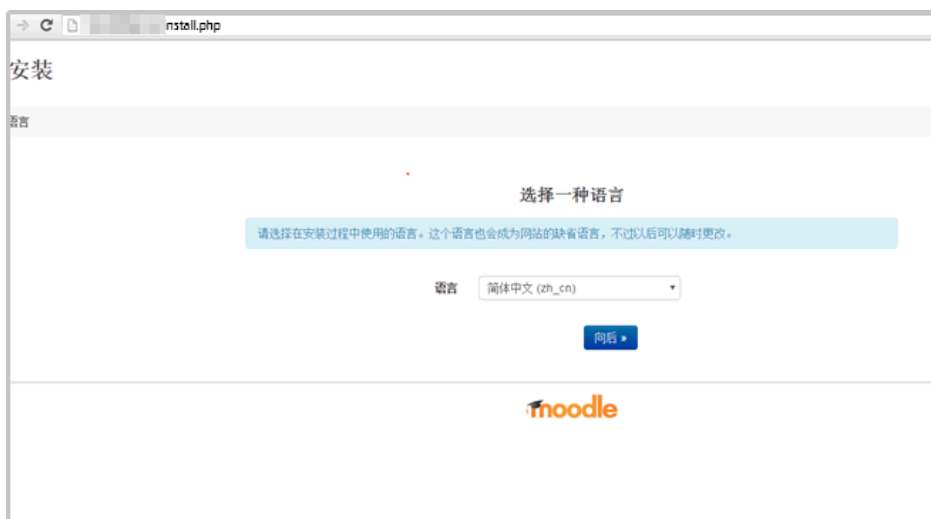 nstall.php
安装
语言
选择一种语言
请选择在安装过程中使用的语言。这个语言也会成为网站的缺省语言，不过以后可以随时更改。
语言 简体中文 (zh_cn)
向后 »
moodle